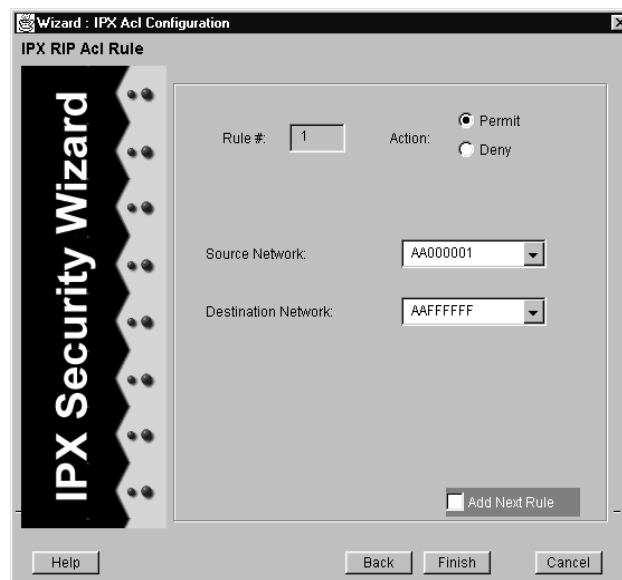 Wizard : IPX Acl Configuration
IPX RIP Acl Rule
IPX Security Wizard
Rule #: 1 Action:
Permit
Deny
Source Network: AA000001
Destination Network: AAFFFFFF
Add Next Rule
Help Back Finish Cancel